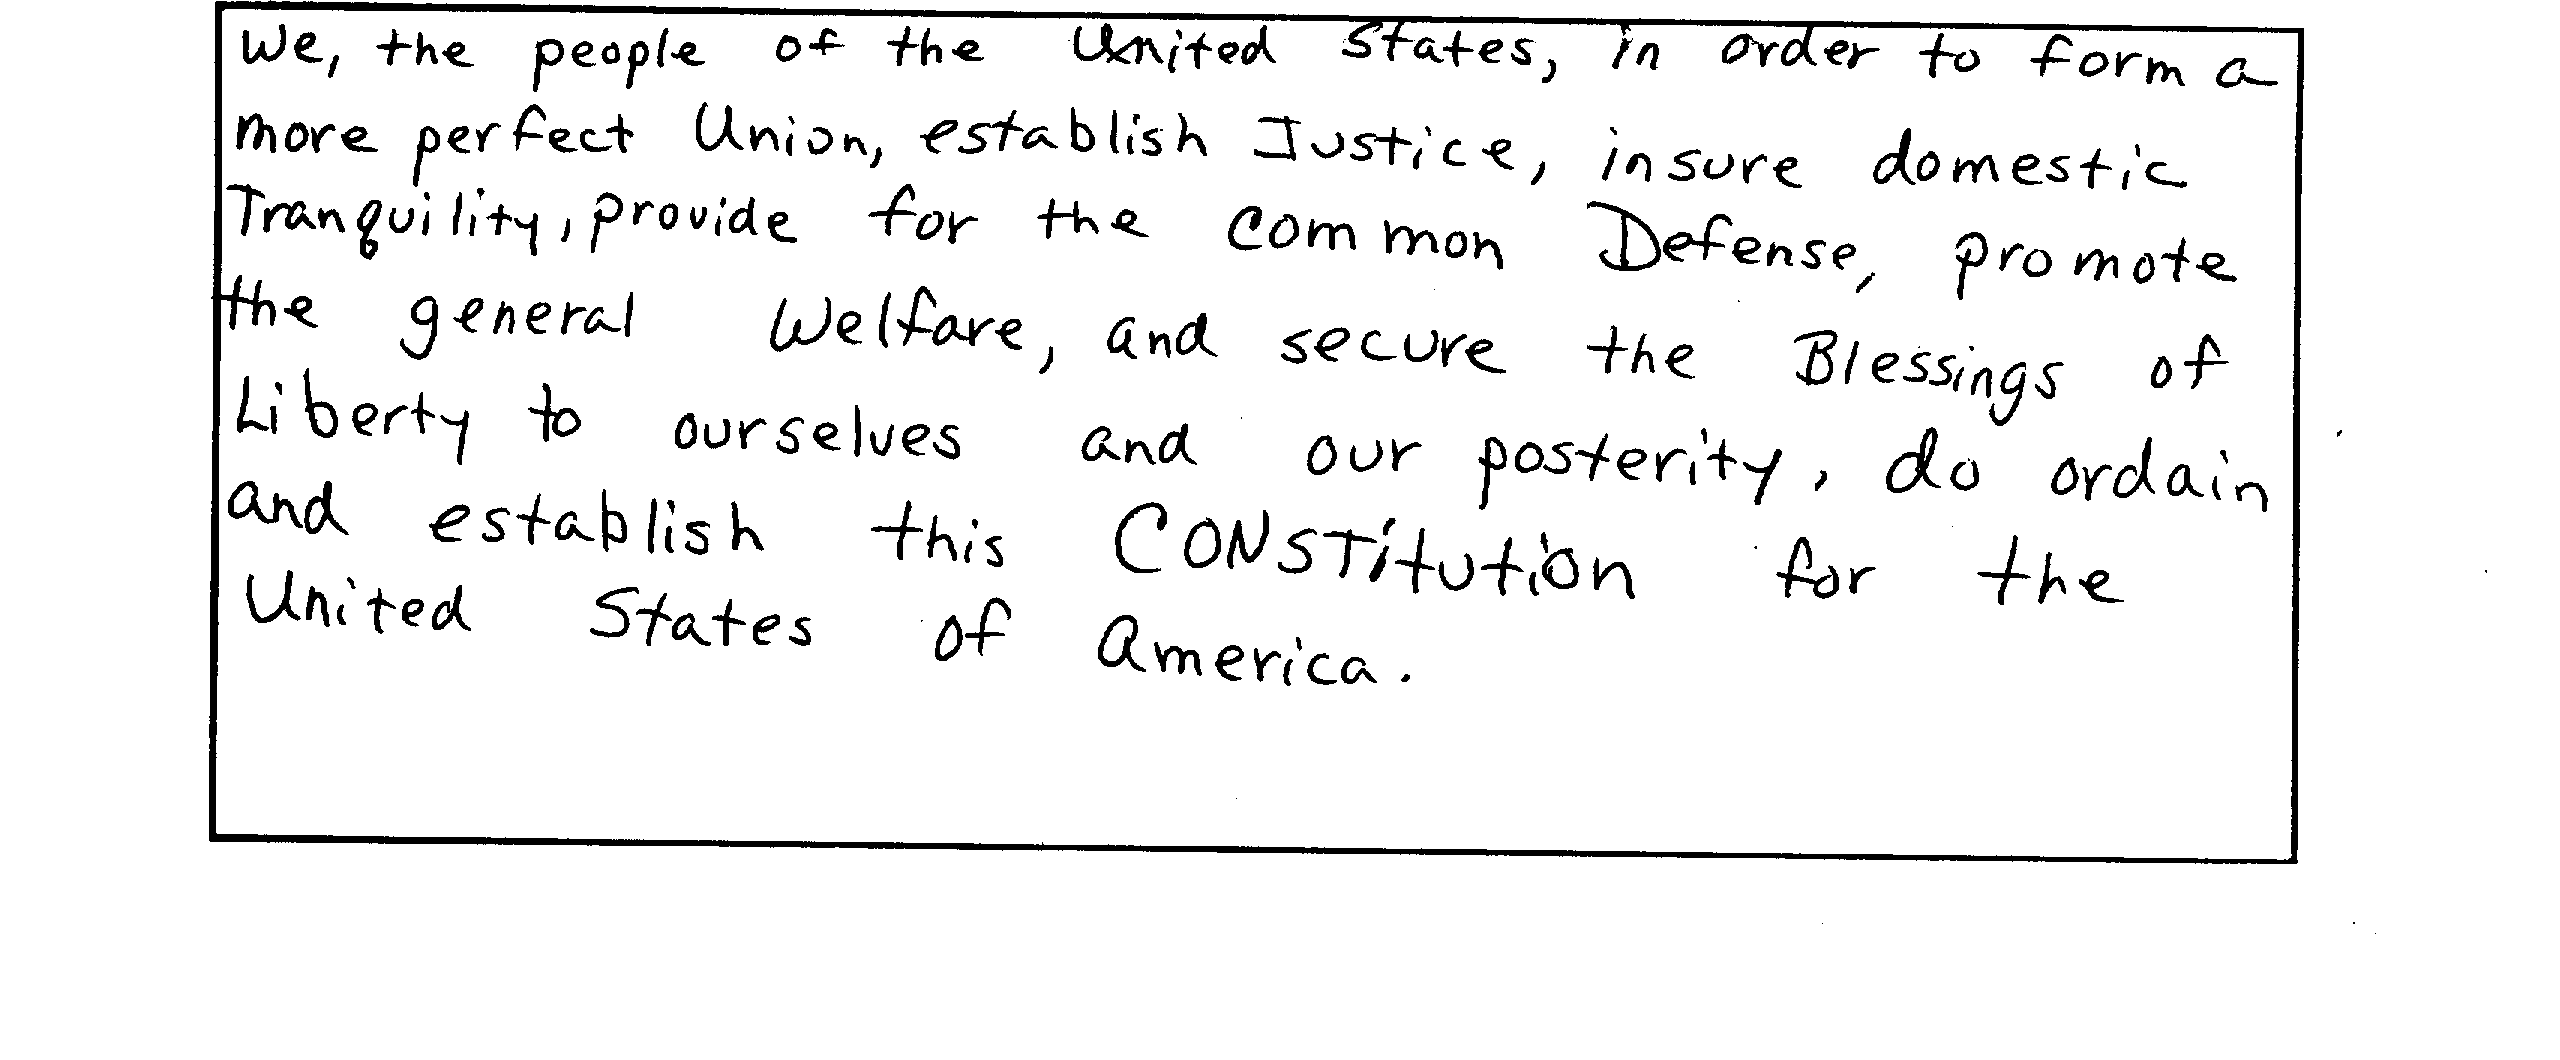 We, the people of the United States, in order to form a
more perfect Union, establish Justice, insure domestic
Tranquility, provide for the common Defense, promote
the general Welfare, and secure the Blessings of
Liberty to ourselves and our posterity, do ordain
and establish this CONSTitution for the
United States of America.